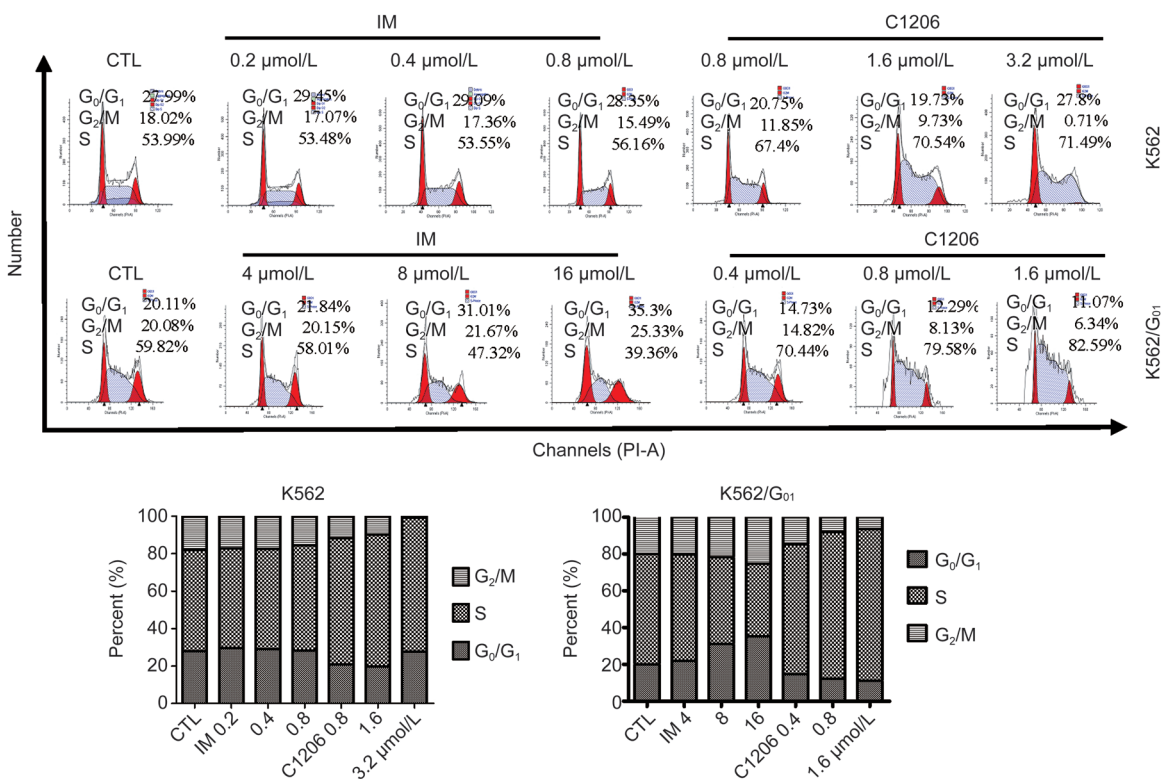 IM
C1206
CTL
0.2 µmol/L
0.4 µmol/L
0.8 µmol/L
0.8 µmol/L
1.6 µmol/L
3.2 µmol/L
G₀/G₁ 27.99%
G₂/M 18.02%
S 53.99%
G₀/G₁ 29.45%
G₂/M 17.07%
S 53.48%
G₀/G₁ 29.09%
G₂/M 17.36%
S 53.55%
G₀/G₁ 28.35%
G₂/M 15.49%
S 56.16%
G₀/G₁ 20.75%
G₂/M 11.85%
S 67.4%
G₀/G₁ 19.73%
G₂/M 9.73%
S 70.54%
G₀/G₁ 27.8%
G₂/M 0.71%
S 71.49%
K562
Number
IM
C1206
CTL
4 µmol/L
8 µmol/L
16 µmol/L
0.4 µmol/L
0.8 µmol/L
1.6 µmol/L
G₀/G₁ 20.11%
G₂/M 20.08%
S 59.82%
G₀/G₁ 21.84%
G₂/M 20.15%
S 58.01%
G₀/G₁ 31.01%
G₂/M 21.67%
S 47.32%
G₀/G₁ 35.3%
G₂/M 25.33%
S 39.36%
G₀/G₁ 14.73%
G₂/M 14.82%
S 70.44%
G₀/G₁ 12.29%
G₂/M 8.13%
S 79.58%
G₀/G₁ 11.07%
G₂/M 6.34%
S 82.59%
K562/G₀₁
Channels (PI-A)
K562
Percent (%)
100
80
60
40
20
0
CTL
IM 0.2
0.4
0.8
C1206 0.8
1.6
3.2 µmol/L
G₂/M
S
G₀/G₁
K562/G₀₁
Percent (%)
100
80
60
40
20
0
CTL
IM 4
8
16
C1206 0.4
0.8
1.6 µmol/L
G₀/G₁
S
G₂/M